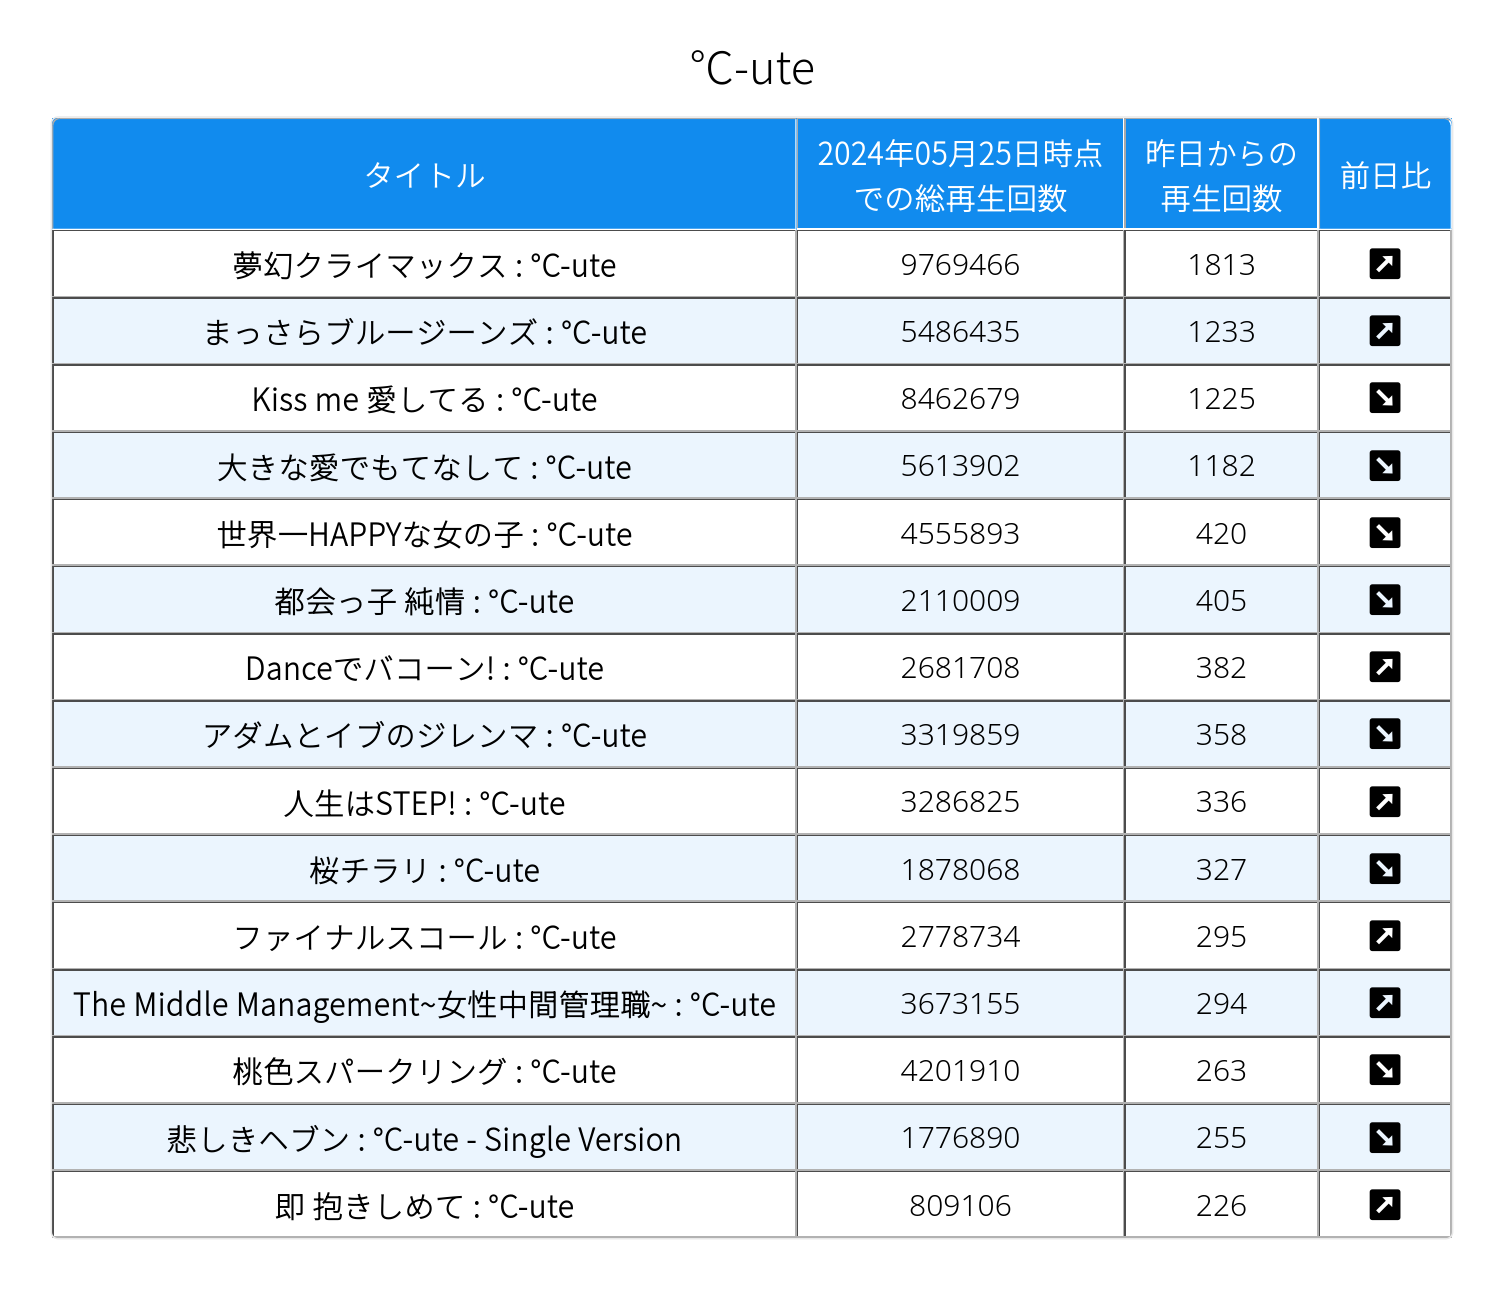 ℃-ute
タイトル 2024年05月25日時点での総再生回数 昨日からの再生回数 前日比
夢幻クライマックス : ℃-ute 9769466 1813 ↗
まっさらブルージーンズ : ℃-ute 5486435 1233 ↗
Kiss me 愛してる : ℃-ute 8462679 1225 ↘
大きな愛でもてなして : ℃-ute 5613902 1182 ↘
世界一HAPPYな女の子 : ℃-ute 4555893 420 ↘
都会っ子 純情 : ℃-ute 2110009 405 ↘
Danceでバコーン! : ℃-ute 2681708 382 ↗
アダムとイブのジレンマ : ℃-ute 3319859 358 ↘
人生はSTEP! : ℃-ute 3286825 336 ↗
桜チラリ : ℃-ute 1878068 327 ↘
ファイナルスコール : ℃-ute 2778734 295 ↗
The Middle Management~女性中間管理職~ : ℃-ute 3673155 294 ↗
桃色スパークリング : ℃-ute 4201910 263 ↘
悲しきヘブン : ℃-ute - Single Version 1776890 255 ↘
即 抱きしめて : ℃-ute 809106 226 ↗